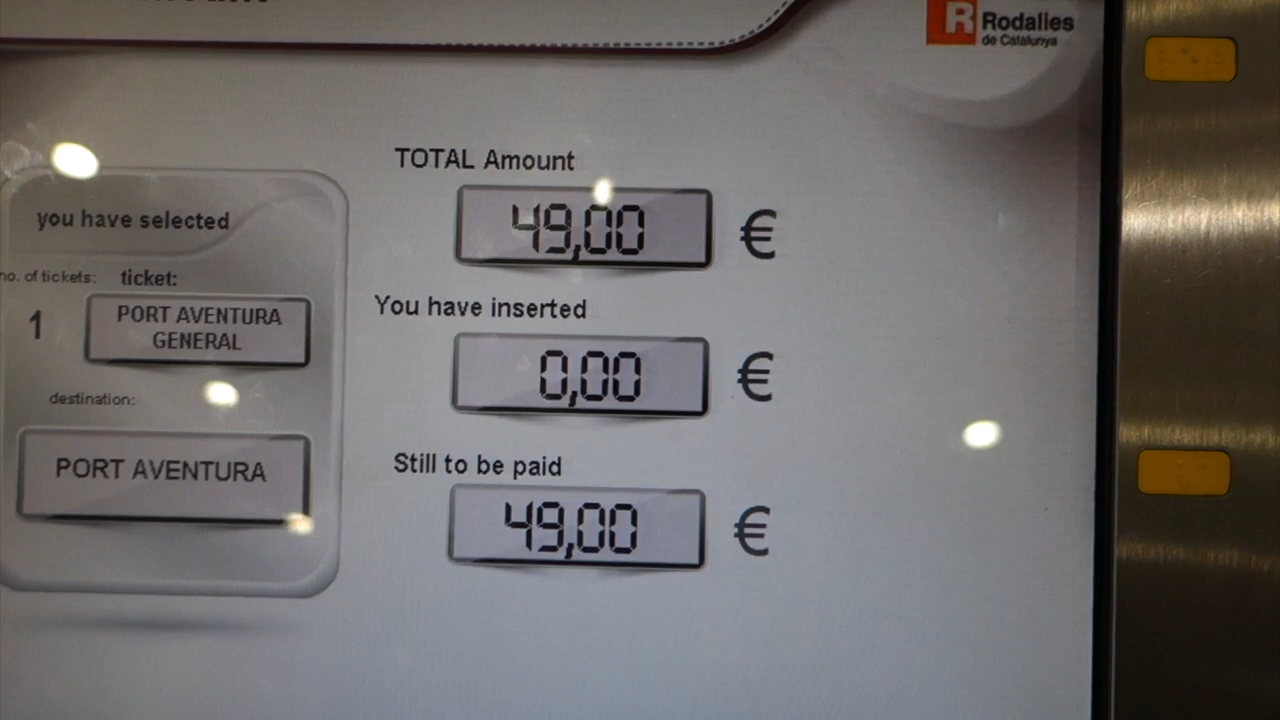 Rodalies
de Catalunya
TOTAL Amount
49,00 €
you have selected
no. of tickets: ticket:
1 PORT AVENTURA
GENERAL
You have inserted
0,00 €
destination:
PORT AVENTURA
Still to be paid
49,00 €